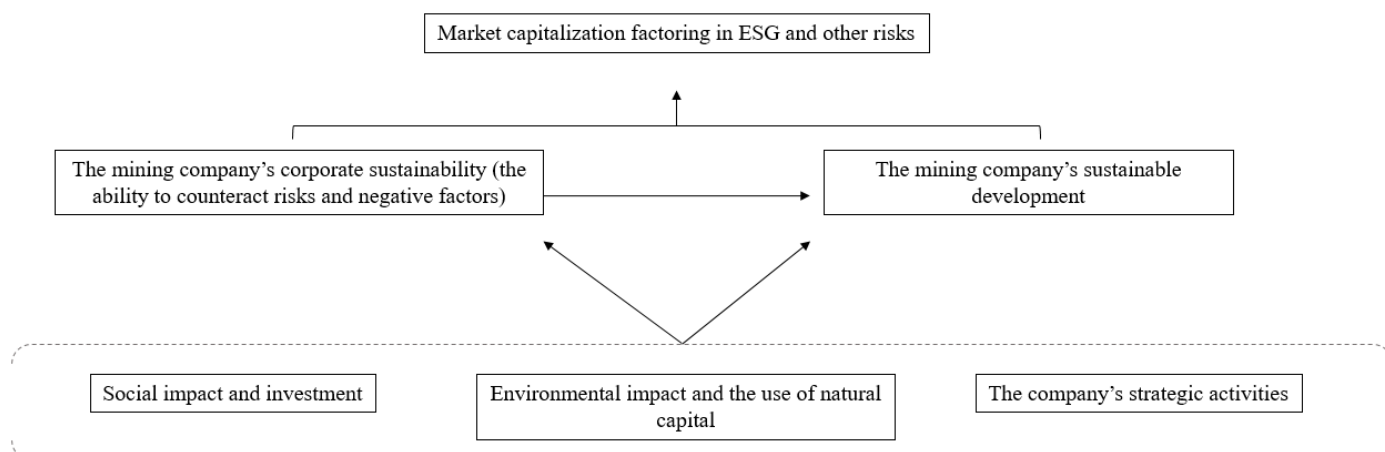 Market capitalization factoring in ESG and other risks
The mining company’s corporate sustainability (the
ability to counteract risks and negative factors)
The mining company’s sustainable
development
Social impact and investment
Environmental impact and the use of natural
capital
The company’s strategic activities